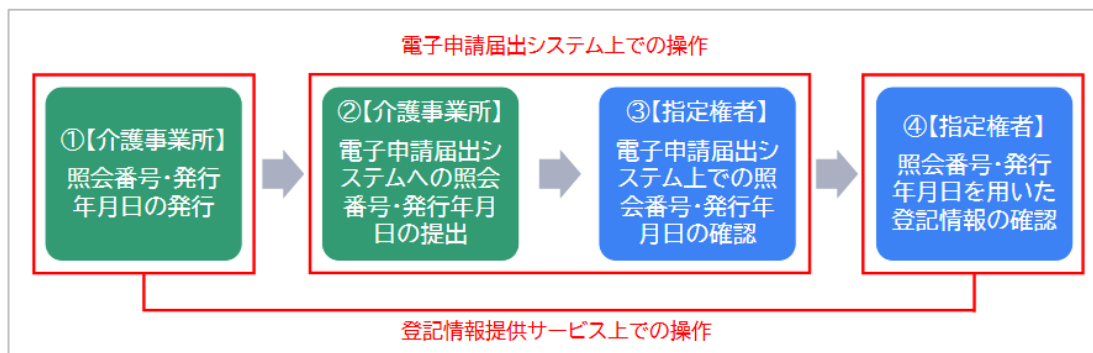 電子申請届出システム上での操作
①【介護事業所】
照会番号・発行
年月日の発行
②【介護事業所】
電子申請届出シ
ステムへの照会
番号・発行年月
日の提出
③【指定権者】
電子申請届出シ
ステム上での照
会番号・発行年
月日の確認
④【指定権者】
照会番号・発行
年月日を用いた
登記情報の確認
登記情報提供サービス上での操作